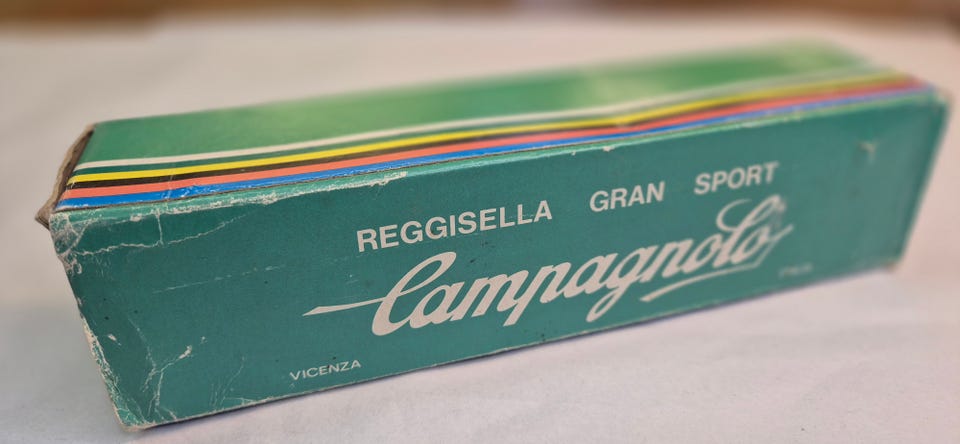 REGGISELLA GRAN SPORT
Campagnolo
VICENZA